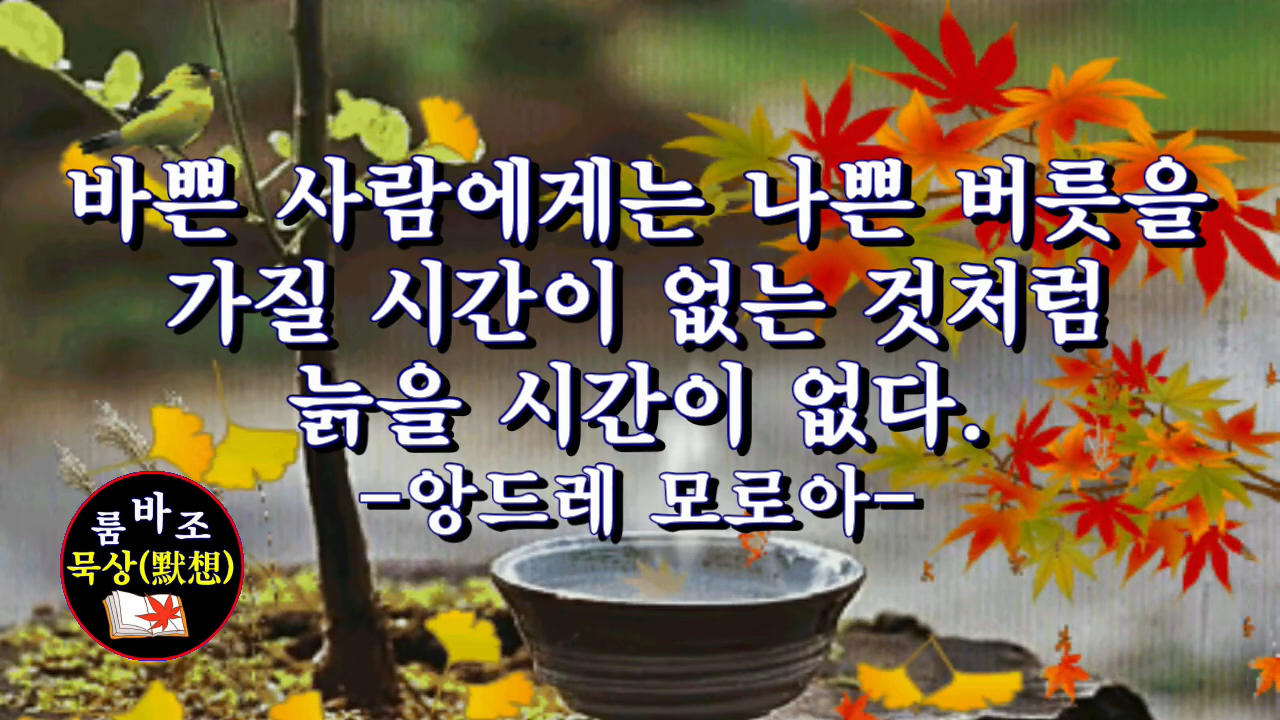 바쁜 사람에게는 나쁜 버릇을
가질 시간이 없는 것처럼
늙을 시간이 없다.
-앙드레 모로아-
룸바조
묵상(默想)